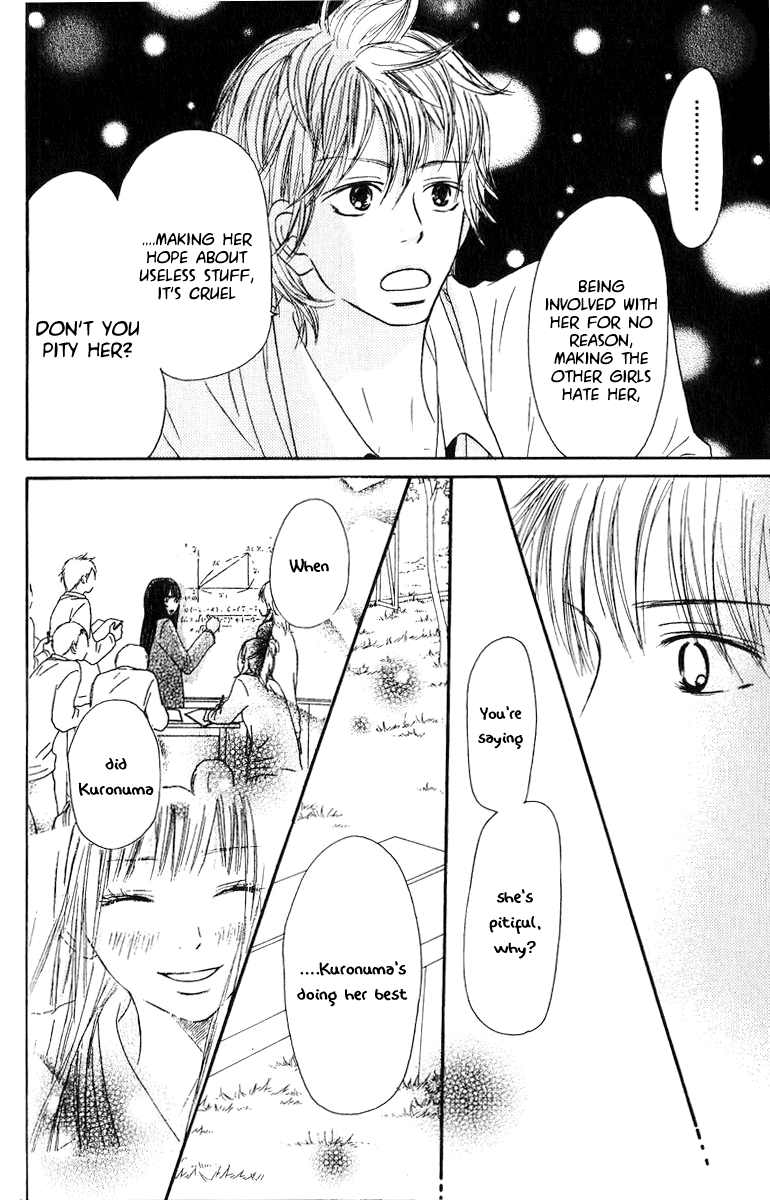 ..........
BEING
INVOLVED WITH
HER FOR NO
REASON,
MAKING THE
OTHER GIRLS
HATE HER,
....MAKING HER
HOPE ABOUT
USELESS STUFF,
IT'S CRUEL
DON'T YOU
PITY HER?
You're
saying
she's
pitiful,
why?
....Kuronuma's
doing her best
When
did
Kuronuma